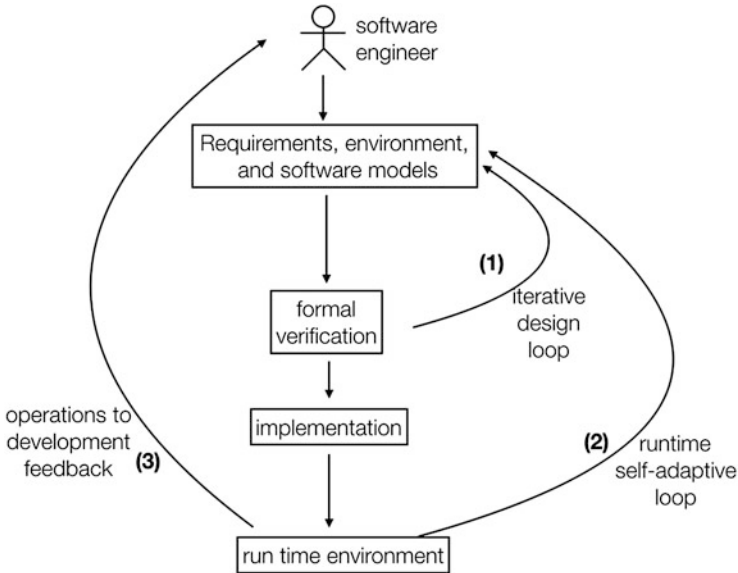 software
engineer
Requirements, environment,
and software models
(1)
iterative
design
loop
formal
verification
implementation
operations to
development
feedback
(3)
(2)
runtime
self-adaptive
loop
run time environment